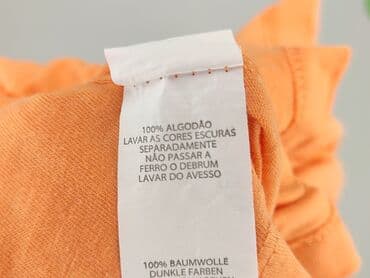 100% ALGODÃO
LAVAR AS CORES ESCURAS
SEPARADAMENTE
NÃO PASSAR A
FERRO O DEBRUM
LAVAR DO AVESSO
100% BAUMWOLLE
DUNKLE FARBEN